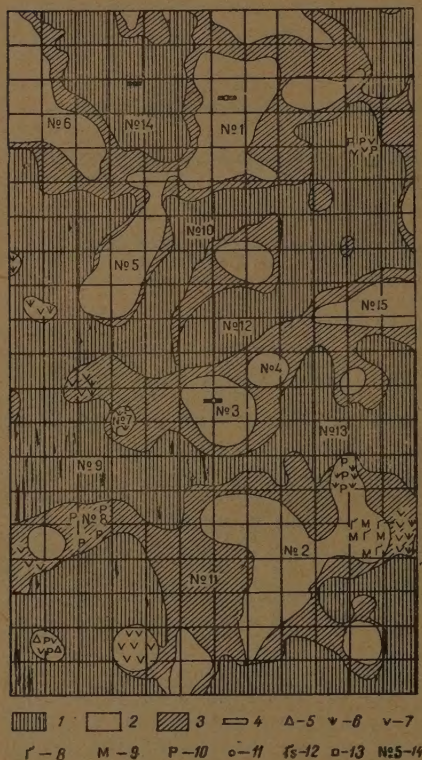 №6
№14
№1
P V
V P
№10
№5
V V
№15
№12
№4
№3
№7
№13
№9
P
P
P №8
P
P
№2
№11
Г M Г
M Г M
M Г
V V V
V V V
Δ P V
V P Δ
1 2 3 4 Δ-5 6 v-7
Г-8 M-9 P-10 o-11 12 □-13 №5-14